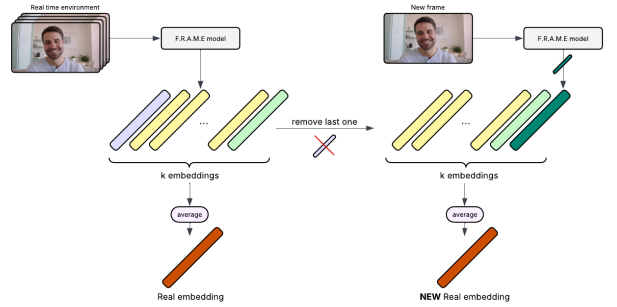 Real time environment
F.R.A.M.E model
New frame
F.R.A.M.E model
...
remove last one
...
k embeddings
k embeddings
average
average
Real embedding
NEW Real embedding